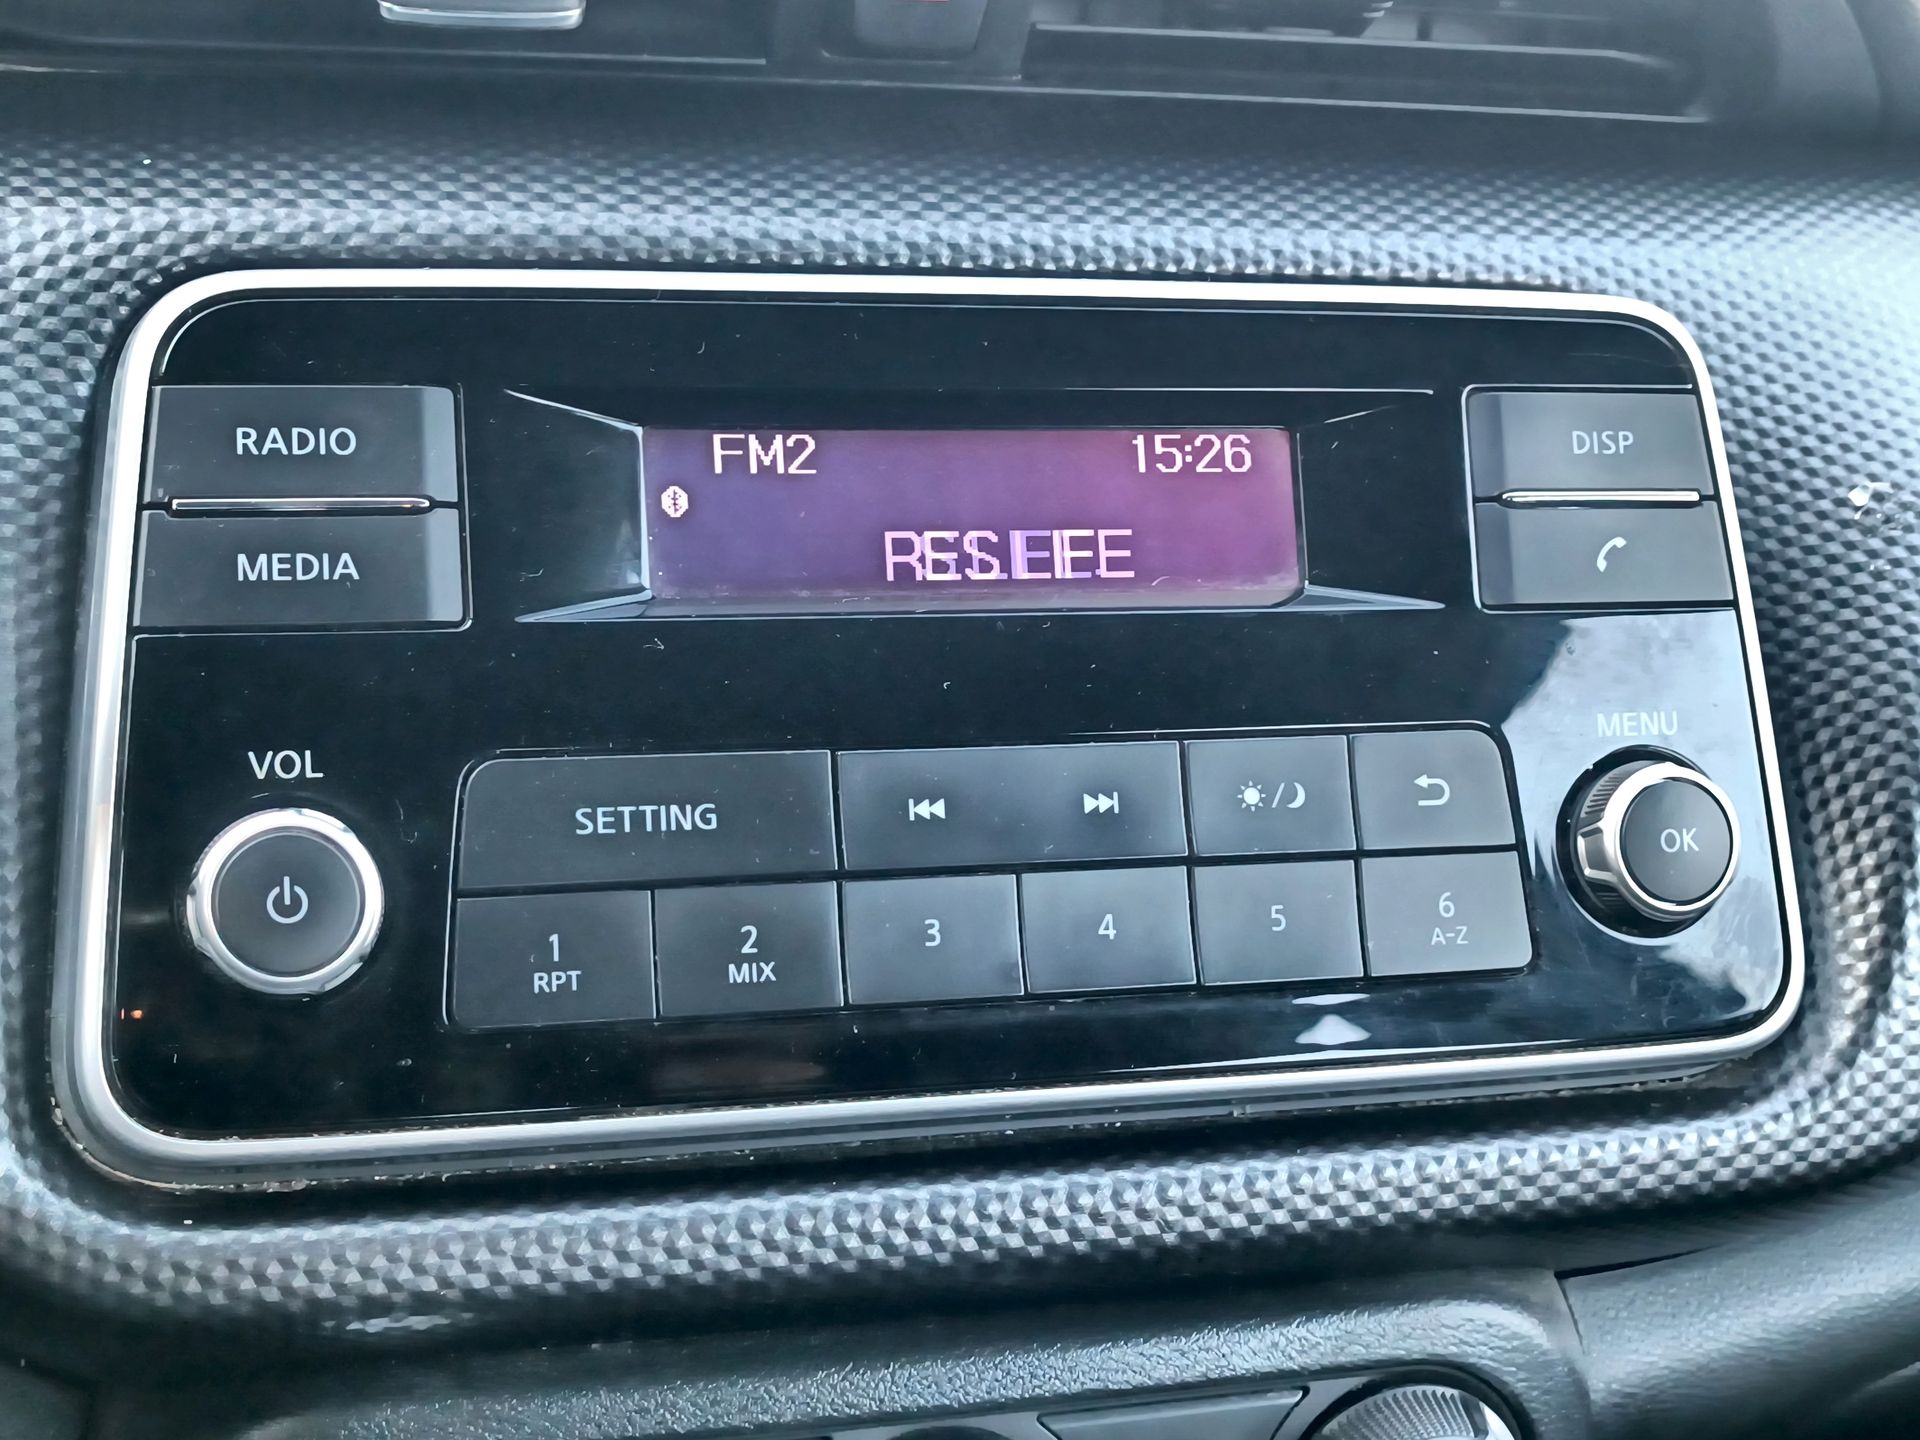 RADIO
FM2 15:26
DISP
MEDIA
VOL
MENU
SETTING
OK
1 2 3 4 5 6
RPT MIX A-Z